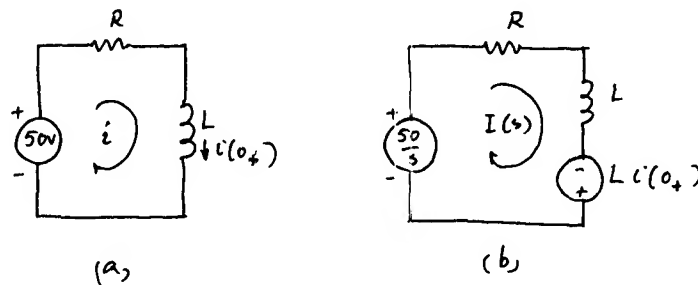 R
+
50V
-
i
L
i(0+)
(a)
R
+
50/s
-
I(s)
L
-
+
L i(0+)
(b)